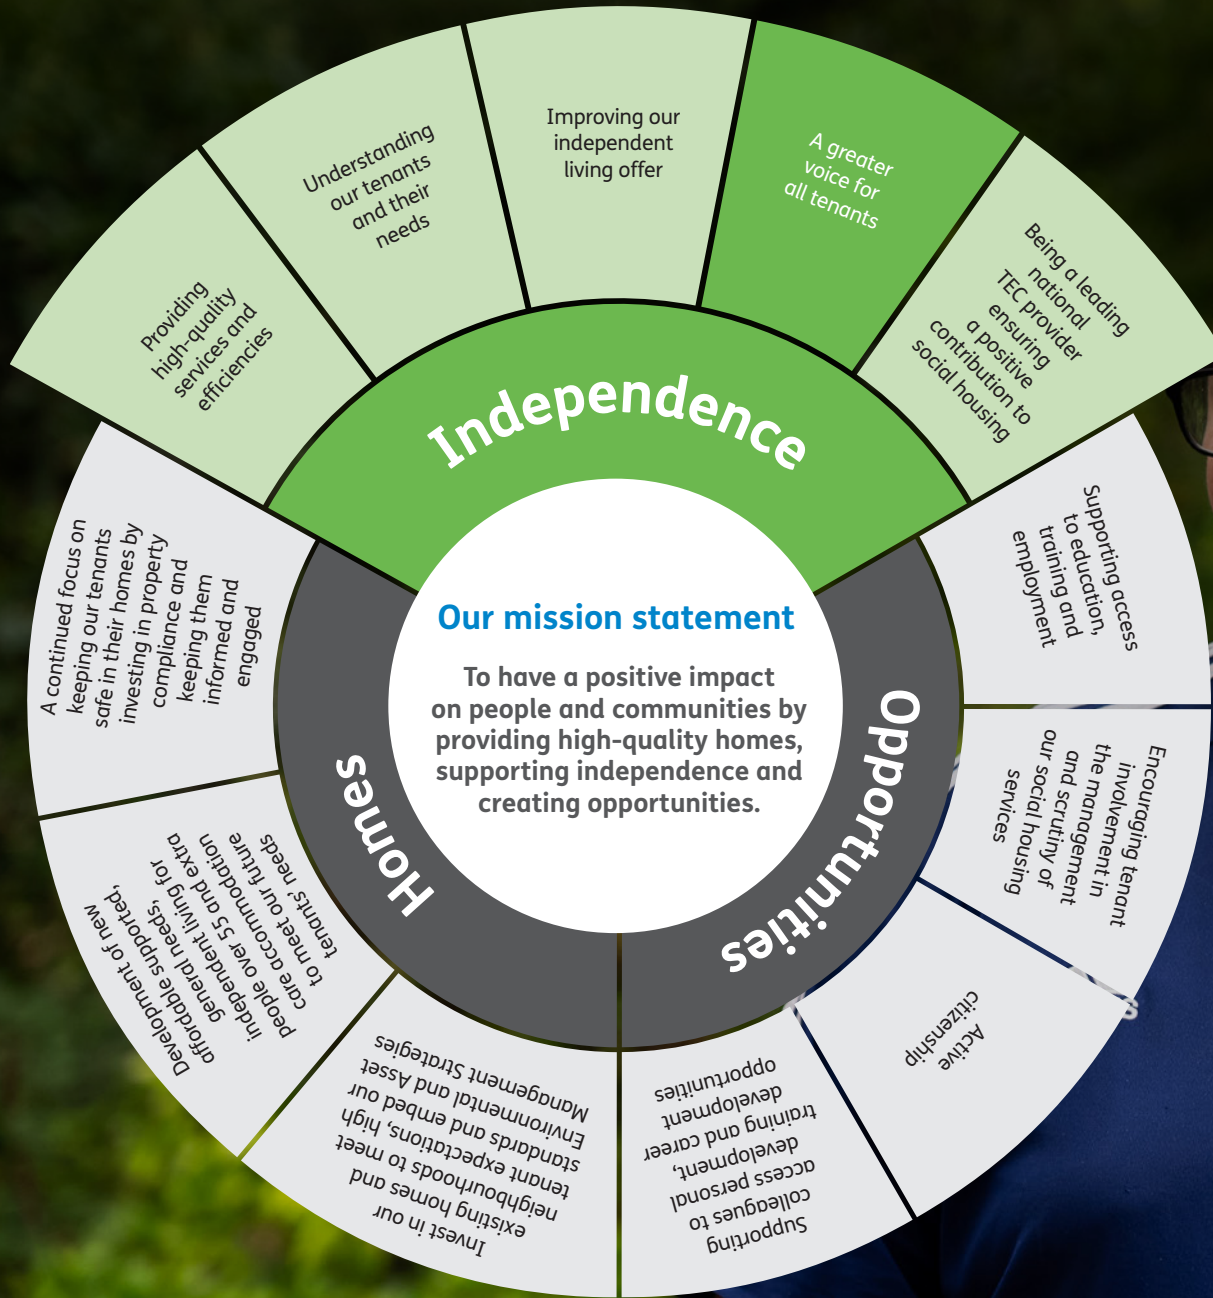 Our mission statement
To have a positive impact
on people and communities by
providing high-quality homes,
supporting independence and
creating opportunities.
Independence
Providing
high-quality
services and
efficiencies
Understanding
our tenants
and their
needs
Improving our
independent
living offer
A greater
voice for
all tenants
Being a leading
national
TEC provider
ensuring
a positive
contribution to
social housing
Opportunities
Supporting access
to education,
training and
employment
Encouraging tenant
involvement in
the management
and scrutiny of
our social housing
services
Active
citizenship
Supporting
colleagues to
access personal
development,
training and career
development
opportunities
Homes
Invest in our
existing homes and
neighbourhoods to meet
tenant expectations, high
standards and embed our
Environmental and Asset
Management Strategies
Development of new
affordable supported,
general needs,
independent living for
people over 55 and extra
care accommodation
to meet our future
tenants' needs
A continued focus on
keeping our tenants
safe in their homes by
investing in property
compliance and
keeping them
informed and
engaged